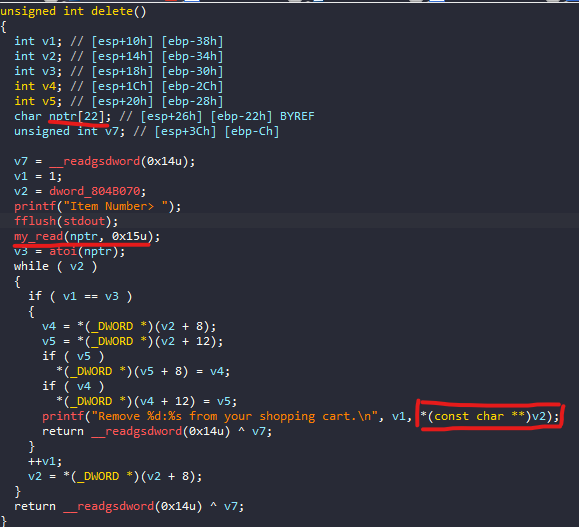 unsigned int delete()
{
  int v1; // [esp+10h] [ebp-38h]
  int v2; // [esp+14h] [ebp-34h]
  int v3; // [esp+18h] [ebp-30h]
  int v4; // [esp+1Ch] [ebp-2Ch]
  int v5; // [esp+20h] [ebp-28h]
  char nptr[22]; // [esp+26h] [ebp-22h] BYREF
  unsigned int v7; // [esp+3Ch] [ebp-Ch]

  v7 = __readgsdword(0x14u);
  v1 = 1;
  v2 = dword_804B070;
  printf("Item Number> ");
  fflush(stdout);
  my_read(nptr, 0x15u);
  v3 = atoi(nptr);
  while ( v2 )
  {
    if ( v1 == v3 )
    {
      v4 = *(_DWORD *)(v2 + 8);
      v5 = *(_DWORD *)(v2 + 12);
      if ( v5 )
        *(_DWORD *)(v5 + 8) = v4;
      if ( v4 )
        *(_DWORD *)(v4 + 12) = v5;
      printf("Remove %d:%s from your shopping cart.\n", v1, *(const char **)v2);
      return __readgsdword(0x14u) ^ v7;
    }
    ++v1;
    v2 = *(_DWORD *)(v2 + 8);
  }
  return __readgsdword(0x14u) ^ v7;
}